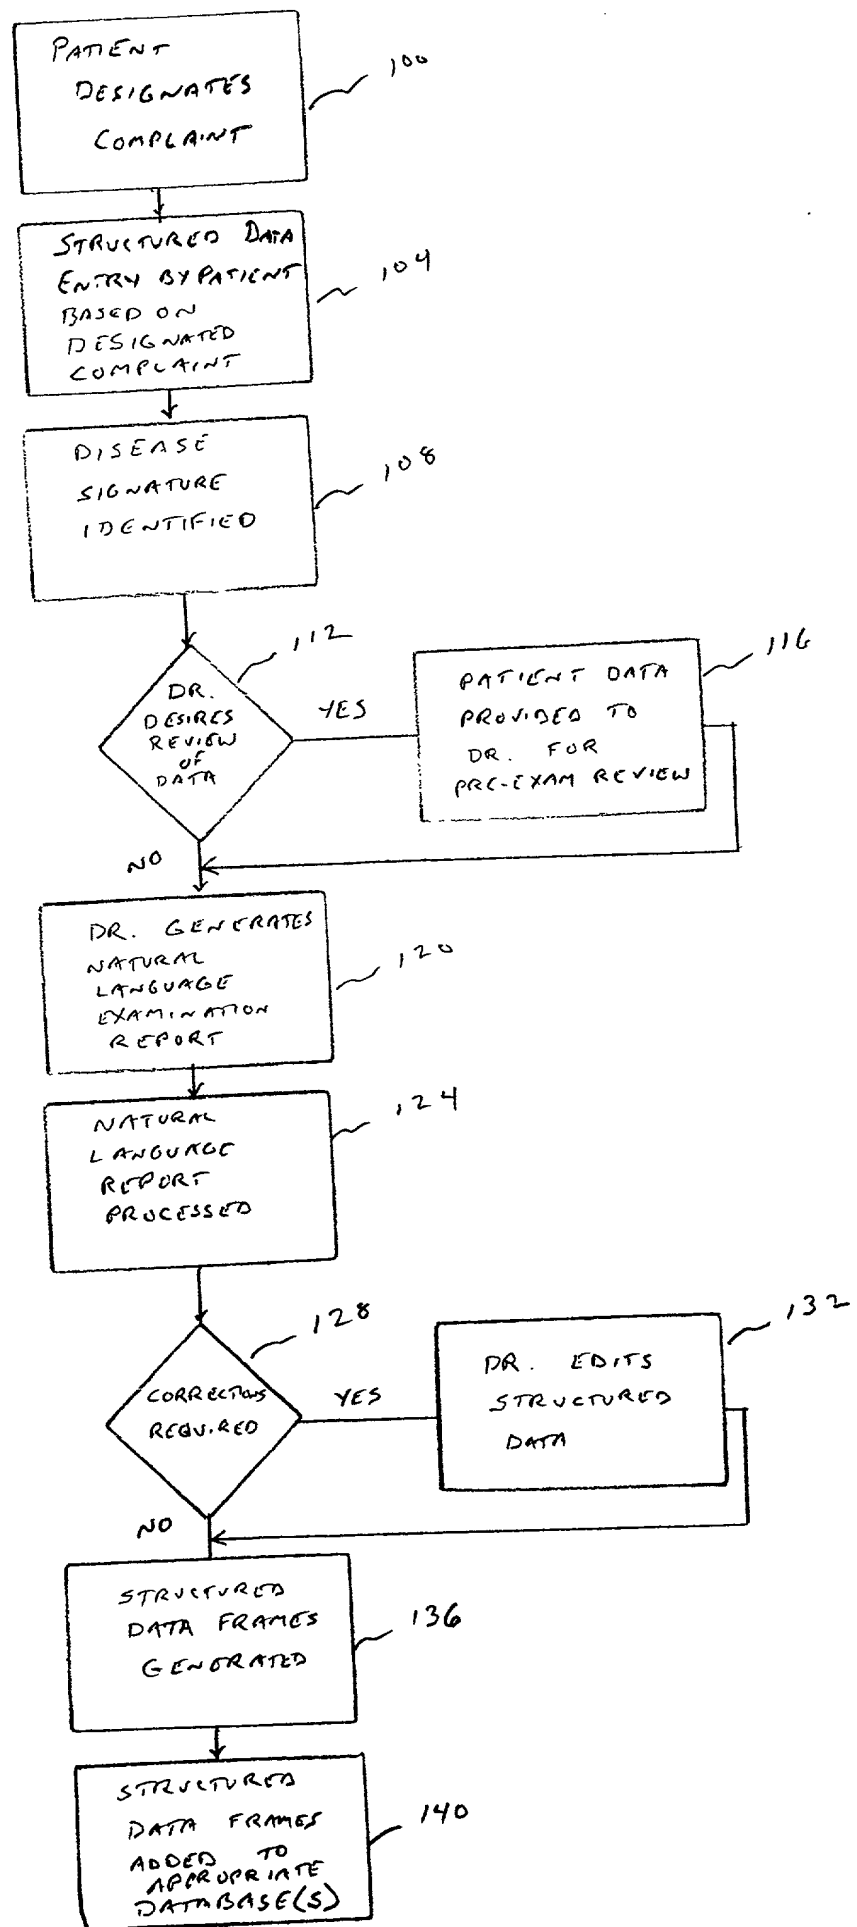 PATIENT
DESIGNATES
COMPLAINT
100
STRUCTURED DATA
ENTRY BY PATIENT
BASED ON
DESIGNATED
COMPLAINT
104
DISEASE
SIGNATURE
IDENTIFIED
108
112
DR.
DESIRES
REVIEW
OF
DATA
YES
PATIENT DATA
PROVIDED TO
DR. FOR
PRE-EXAM REVIEW
116
NO
DR. GENERATES
NATURAL
LANGUAGE
EXAMINATION
REPORT
120
NATURAL
LANGUAGE
REPORT
PROCESSED
124
128
CORRECTIONS
REQUIRED
YES
DR. EDITS
STRUCTURED
DATA
132
NO
STRUCTURED
DATA FRAMES
GENERATED
136
STRUCTURED
DATA FRAMES
ADDED TO
APPROPRIATE
DATABASE(S)
140